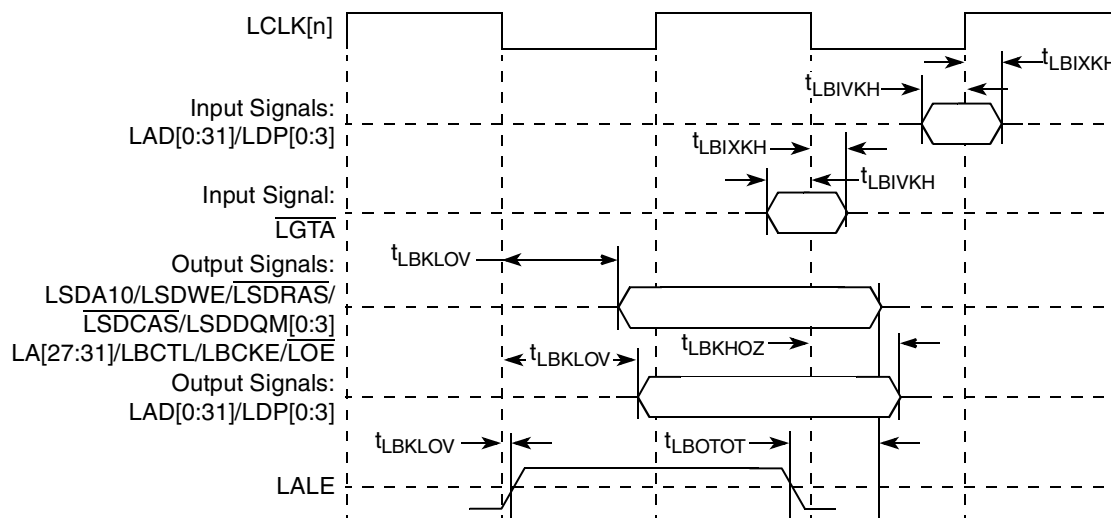 LCLK[n]
tLBIXKH
tLBIVKH
Input Signals:
LAD[0:31]/LDP[0:3]
tLBIXKH
tLBIVKH
Input Signal:
LGTA
tLBKLOV
Output Signals:
LSDA10/LSDWE/LSDRAS/
LSDCAS/LSDDQM[0:3]
LA[27:31]/LBCTL/LBCKE/LOE
tLBKHOZ
tLBKLOV
Output Signals:
LAD[0:31]/LDP[0:3]
tLBKLOV
tLBOTOT
LALE